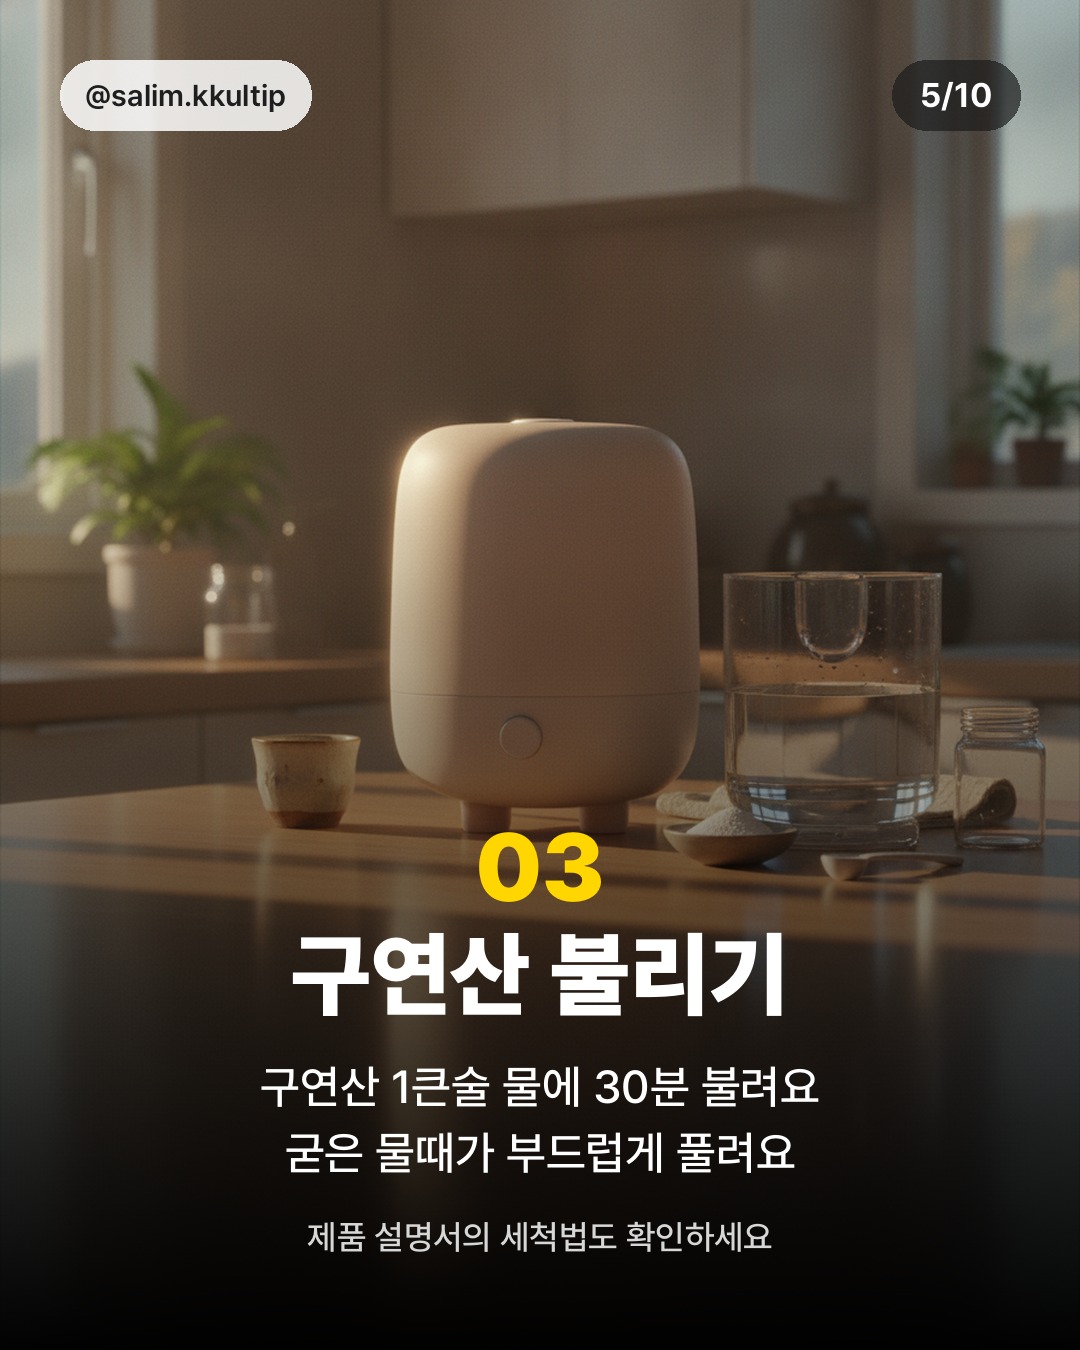 @salim.kkultip
5/10
03
구연산 불리기
구연산 1큰술 물에 30분 불려요
굳은 물때가 부드럽게 풀려요
제품 설명서의 세척법도 확인하세요